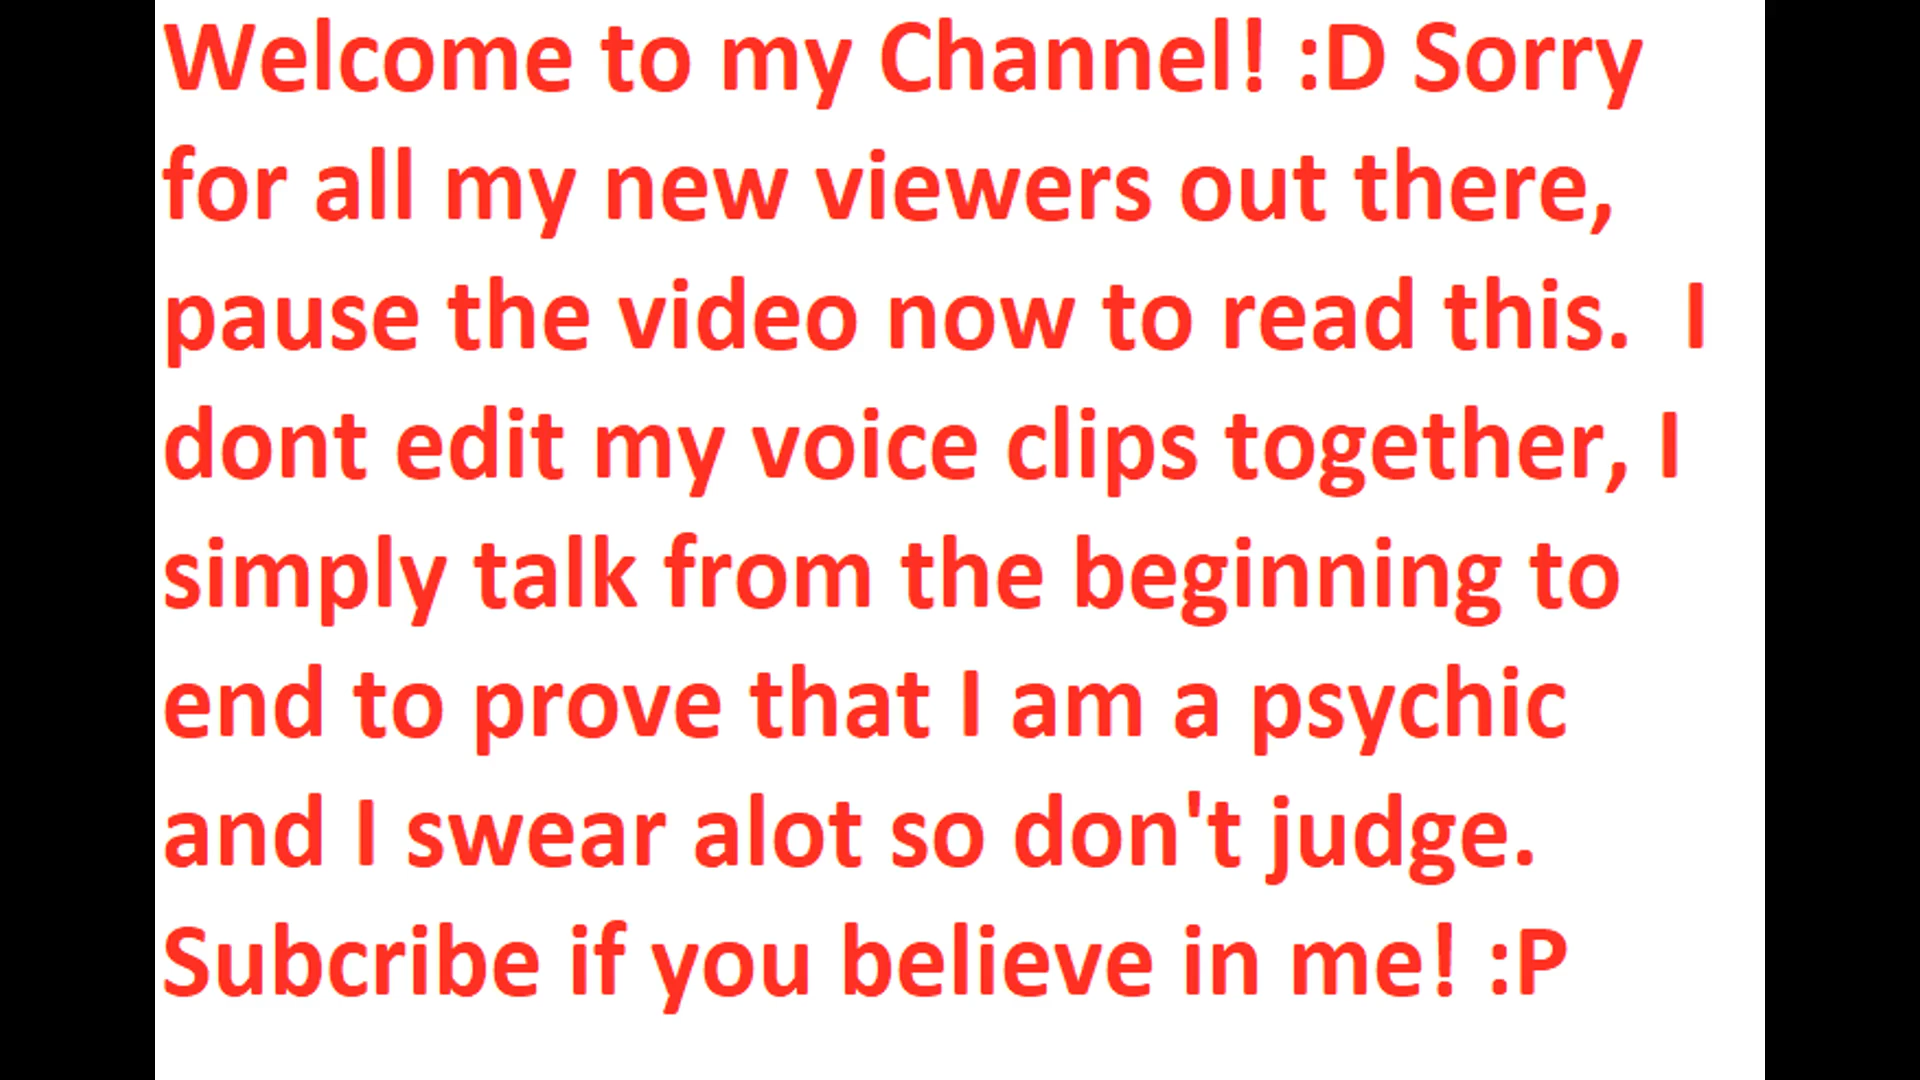 Welcome to my Channel! :D Sorry
for all my new viewers out there,
pause the video now to read this.  I
dont edit my voice clips together, I
simply talk from the beginning to
end to prove that I am a psychic
and I swear alot so don't judge.
Subcribe if you believe in me! :P